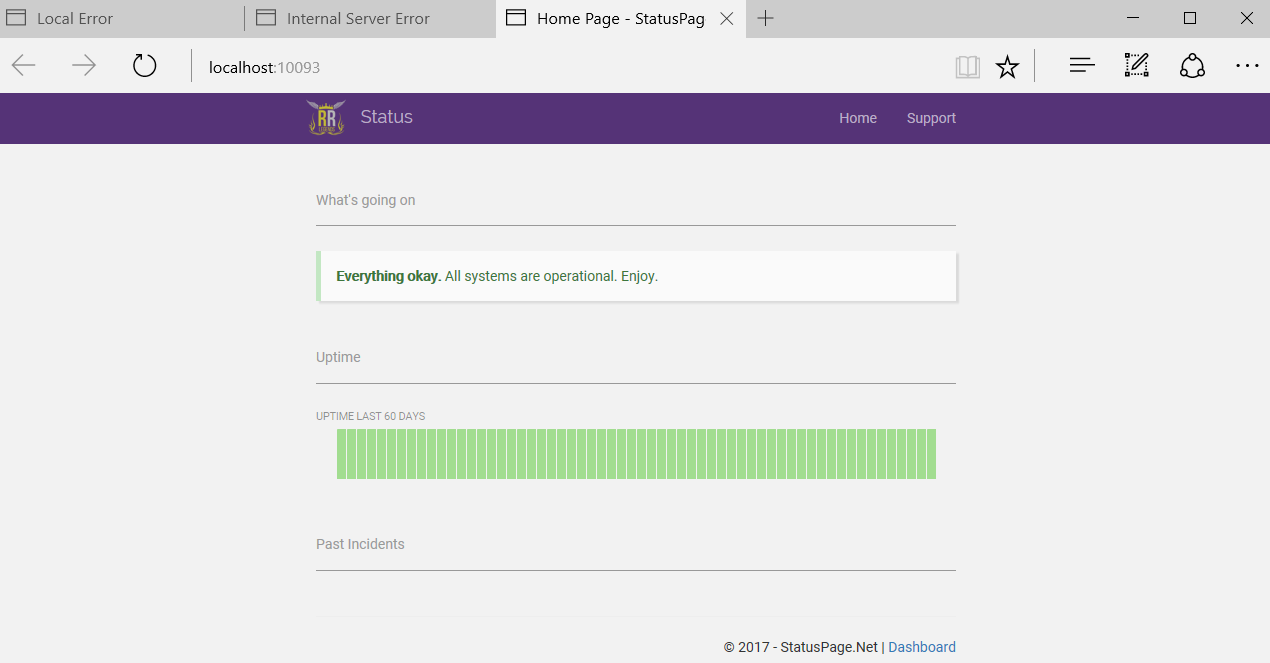 Local Error
Internal Server Error
Home Page - StatusPag
localhost:10093
RR
Status
Home
Support
What's going on
Everything okay. All systems are operational. Enjoy.
Uptime
UPTIME LAST 60 DAYS
Past Incidents
© 2017 - StatusPage.Net | Dashboard